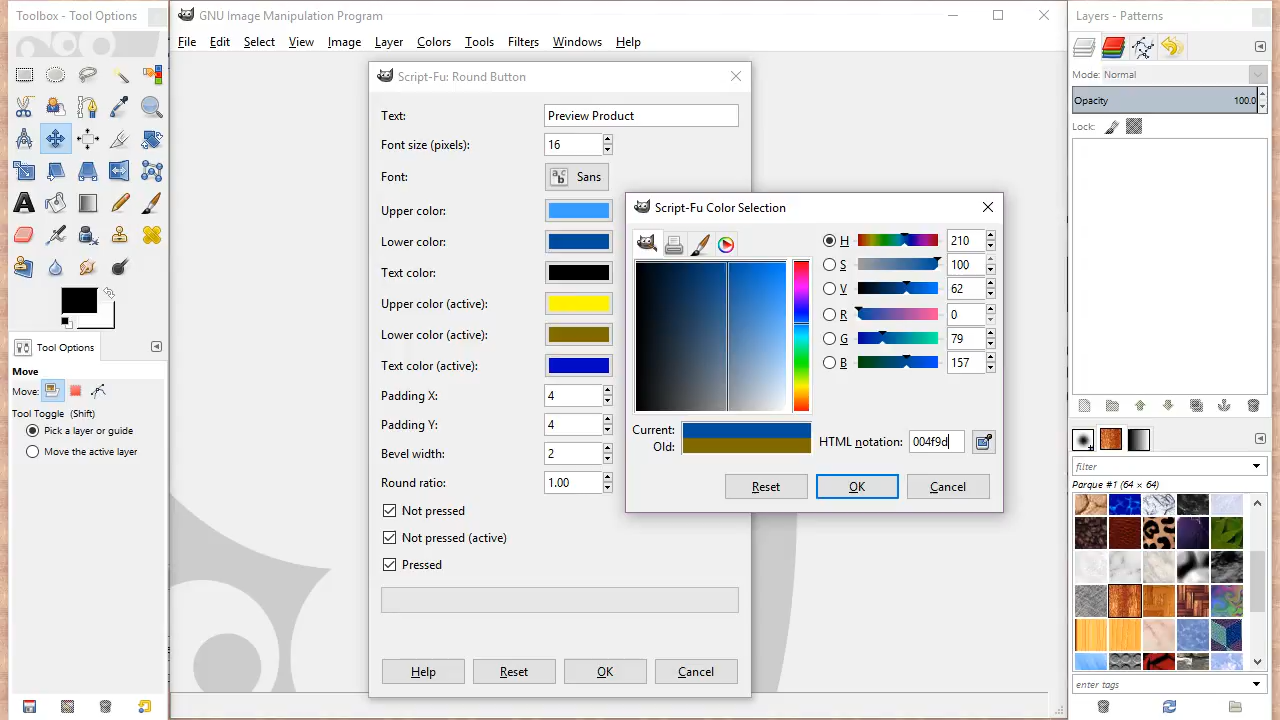 Toolbox - Tool Options
GNU Image Manipulation Program
Layers - Patterns
File Edit Select View Image Layer Colors Tools Filters Windows Help
Mode: Normal
Opacity 100.0
Lock:
Script-Fu: Round Button
Text: Preview Product
Font size (pixels): 16
Font: Sans
Upper color:
Lower color:
Text color:
Upper color (active):
Lower color (active):
Text color (active):
Padding X: 4
Padding Y: 4
Bevel width: 2
Round ratio: 1.00
Not pressed
Not pressed (active)
Pressed
Help Reset OK Cancel
Script-Fu Color Selection
H 210
S 100
V 62
R 0
G 79
B 157
Current:
Old:
HTML notation: 004f9d
Reset OK Cancel
Tool Options
Move
Move:
Tool Toggle (Shift)
Pick a layer or guide
Move the active layer
filter
Parque #1 (64 × 64)
enter tags